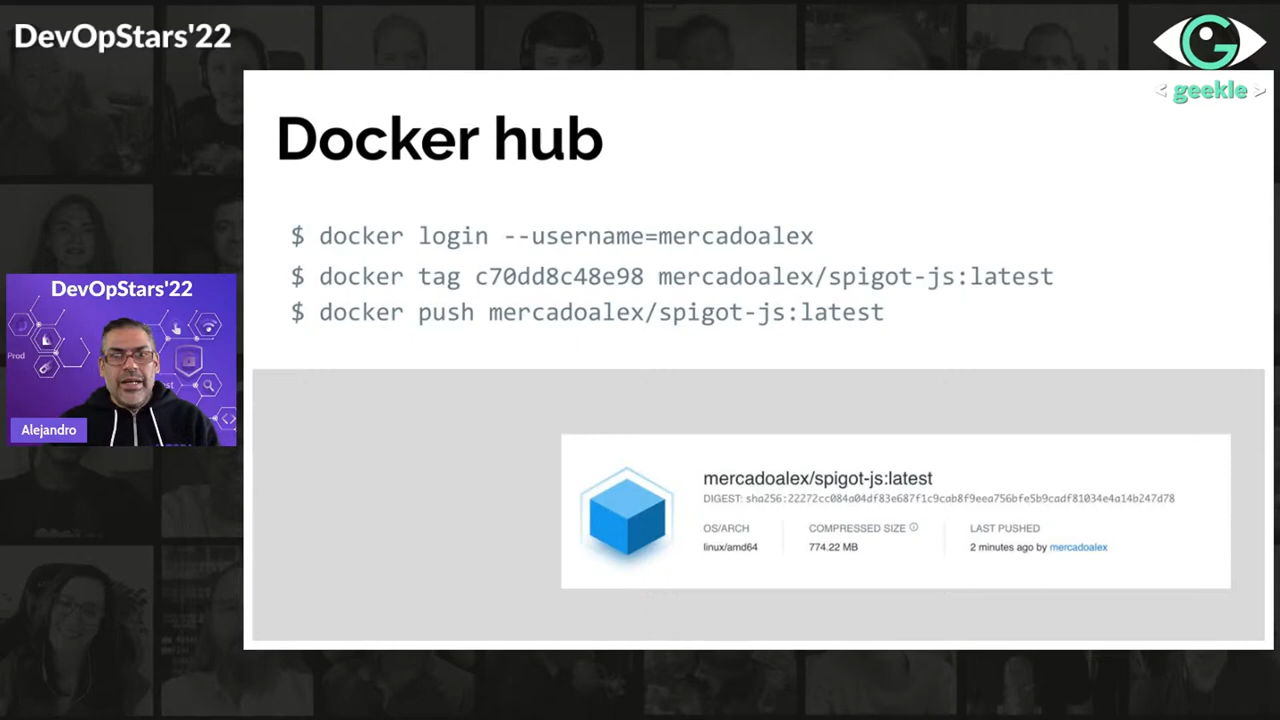 DevOpStars'22
< geekle >
Docker hub
$ docker login --username=mercadoalex
$ docker tag c70dd8c48e98 mercadoalex/spigot-js:latest
$ docker push mercadoalex/spigot-js:latest
DevOpStars'22
Prod
Alejandro
mercadoalex/spigot-js:latest
DIGEST: sha256:22272cc084a04df83e687f1c9cab8f9eea756bfe5b9cadf81034e4a14b247d78
OS/ARCH
COMPRESSED SIZE
LAST PUSHED
linux/amd64
774.22 MB
2 minutes ago by mercadoalex